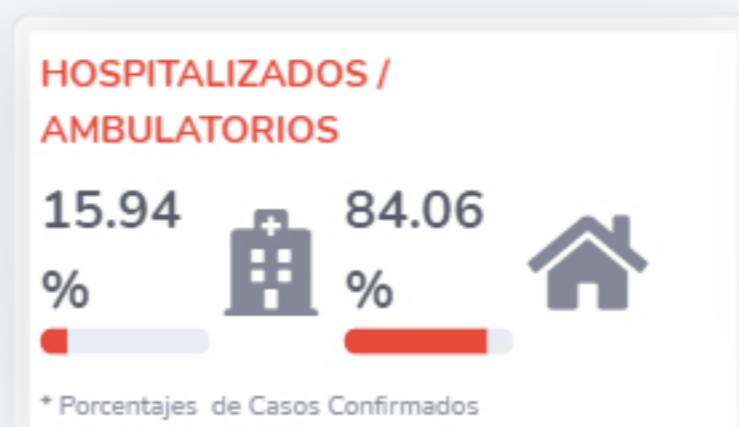 HOSPITALIZADOS /
AMBULATORIOS
15.94 84.06
% %
* Porcentajes de Casos Confirmados